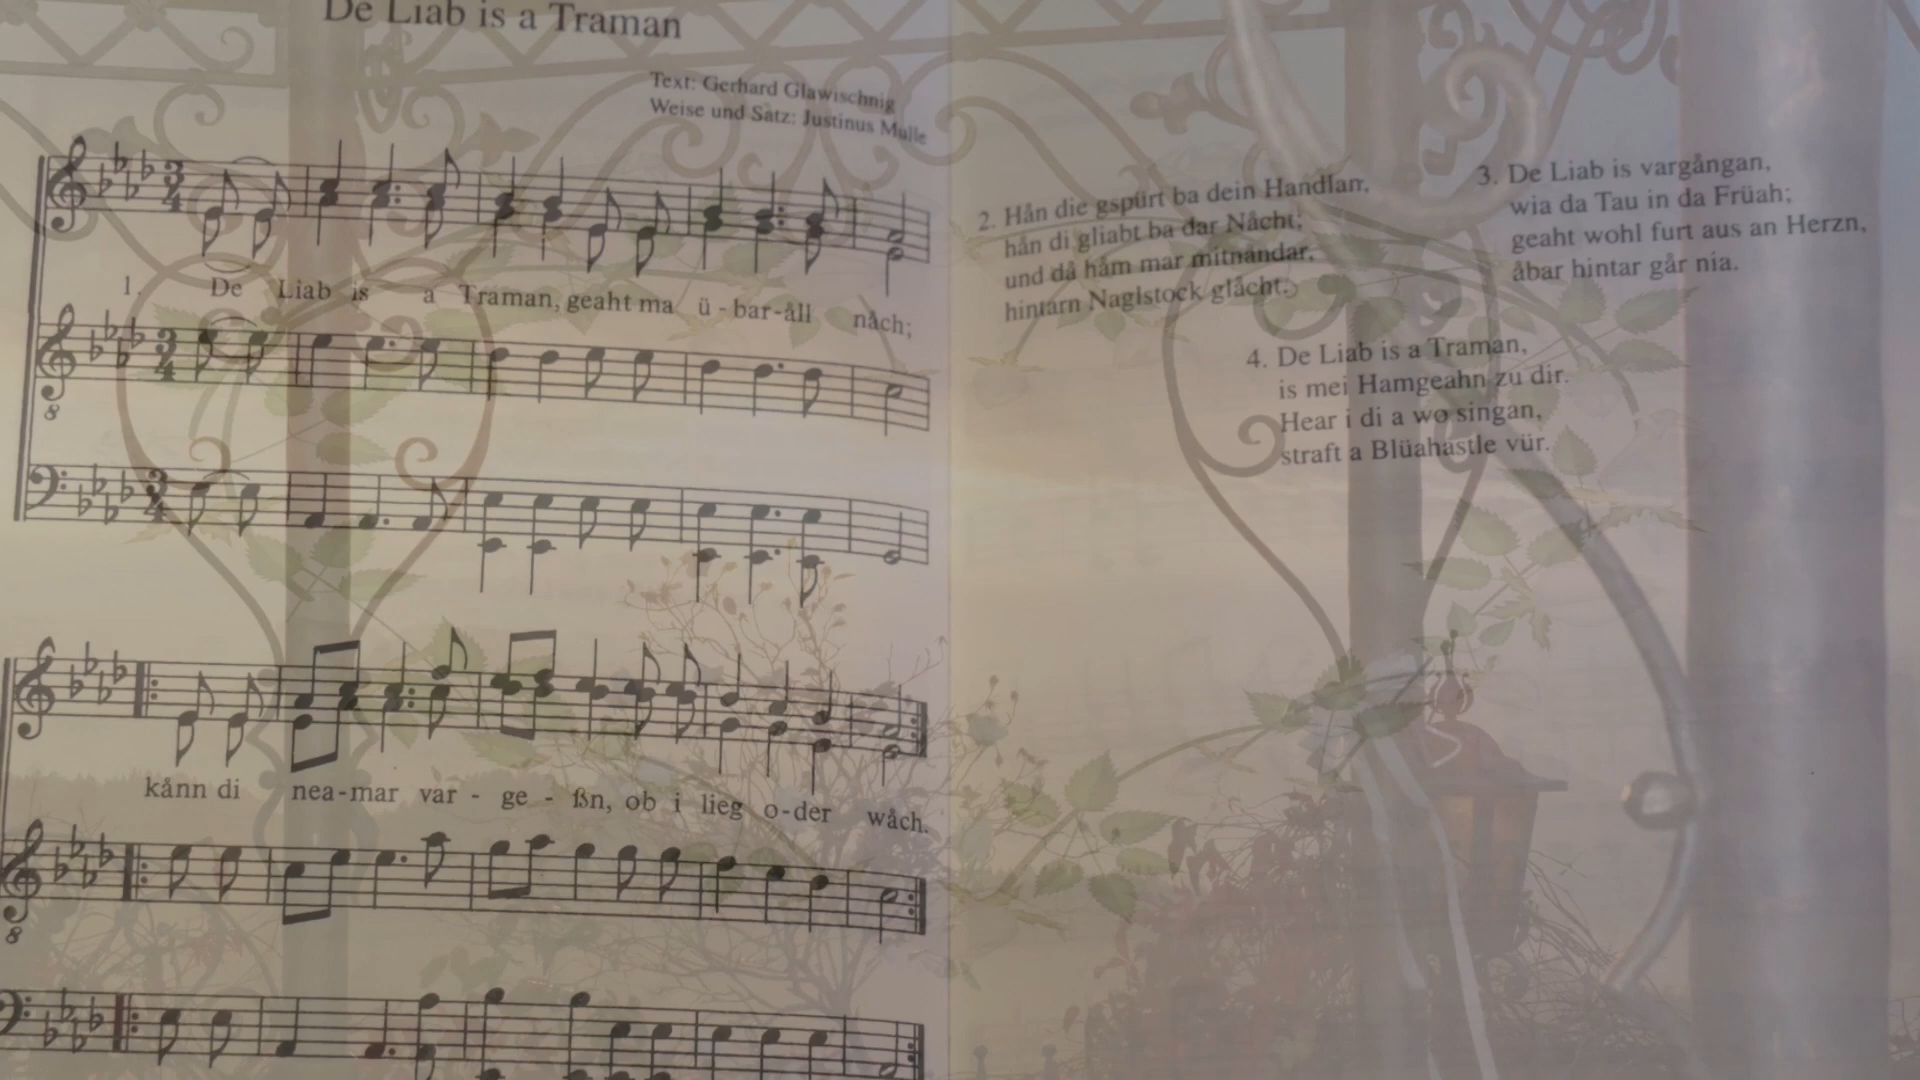 De Liab is a Traman
Text: Gerhard Glawischnig
Weise und Satz: Justinus Mulle
1. De Liab is a Traman, geaht ma ü - bar-åll nåch;
kånn di nea-mar var - ge - ßn, ob i lieg o-der wåch.
2. Hån die gspürt ba dein Handlan,
hån di gliabt ba dar Nåcht;
und då håm mar mitnåndar,
hintarn Naglstock glåcht.
3. De Liab is vargångan,
wia da Tau in da Früah;
geaht wohl furt aus an Herzn,
åbar hintar går nia.
4. De Liab is a Traman,
is mei Hamgeahn zu dir.
Hear i di a wo singan,
straft a Blüahastle vür.